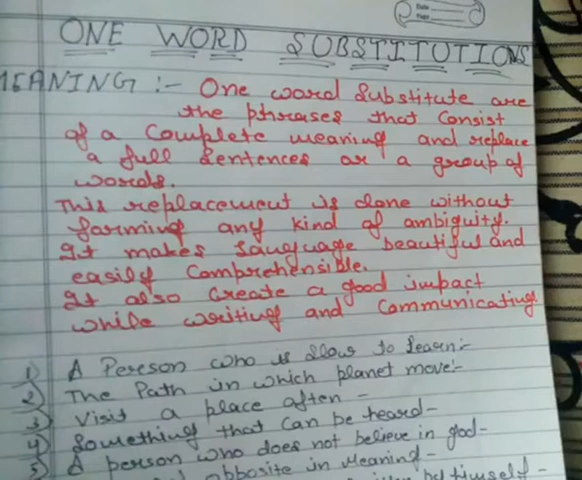 Date
Page
ONE WORD SUBSTITUTIONS
MEANING :- One word substitute are
the phrases that consist
of a complete meaning and replace
a full sentences or a group of
words.
This replacement is done without
farming any kind of ambiguity.
It makes language beautiful and
easily comprehensible.
It also create a good impact
while writing and communicating
1) A Person who is slow to learn:-
2) The Path in which planet move:-
3) Visit a place often -
4) Something that can be heard-
5) A person who does not believe in god-
opposite in meaning-
by himself-